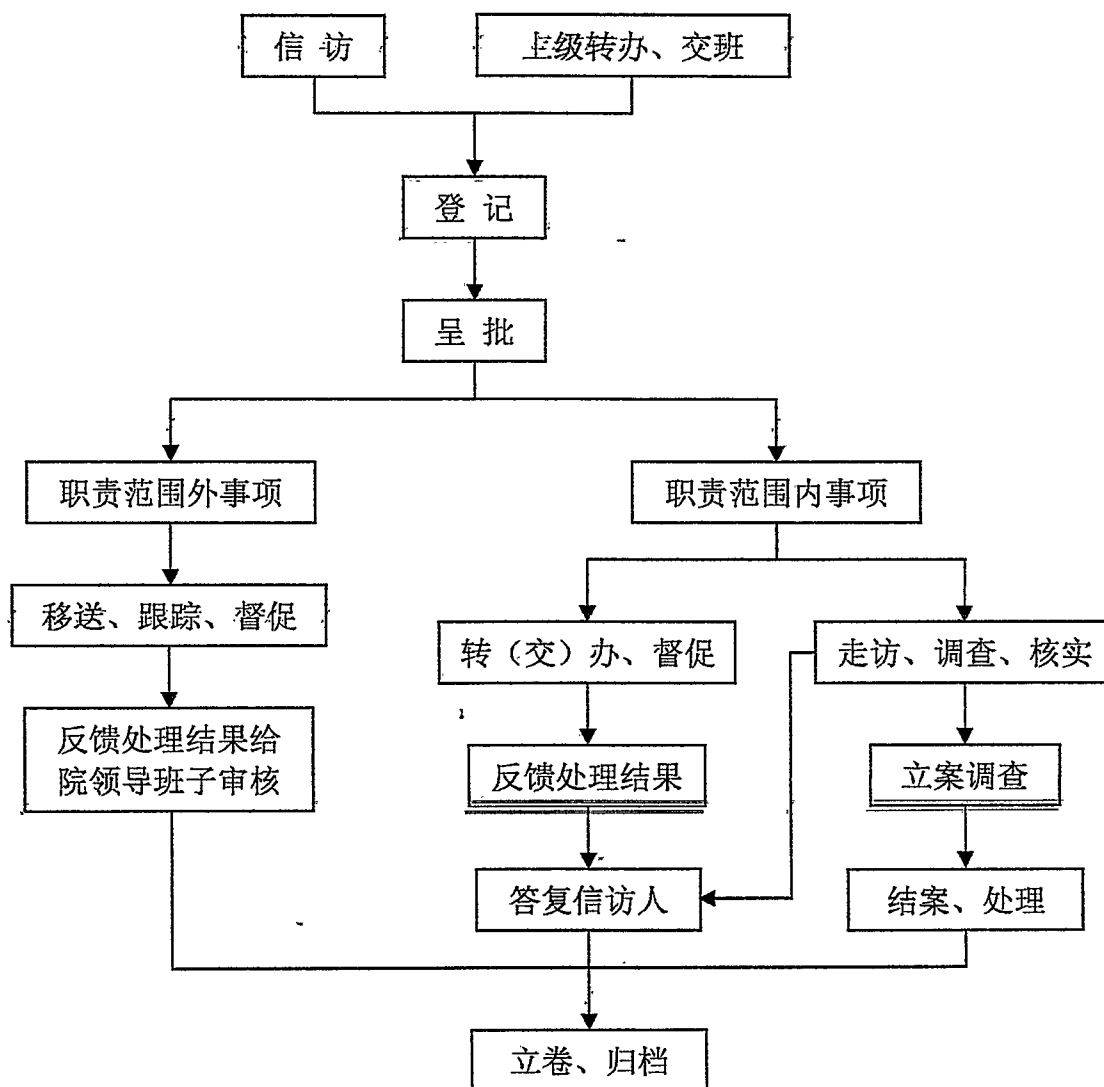 信访
上级转办、交班
登记
呈批
职责范围外事项
职责范围内事项
移送、跟踪、督促
转（交）办、督促
走访、调查、核实
反馈处理结果给
院领导班子审核
反馈处理结果
立案调查
答复信访人
结案、处理
立卷、归档